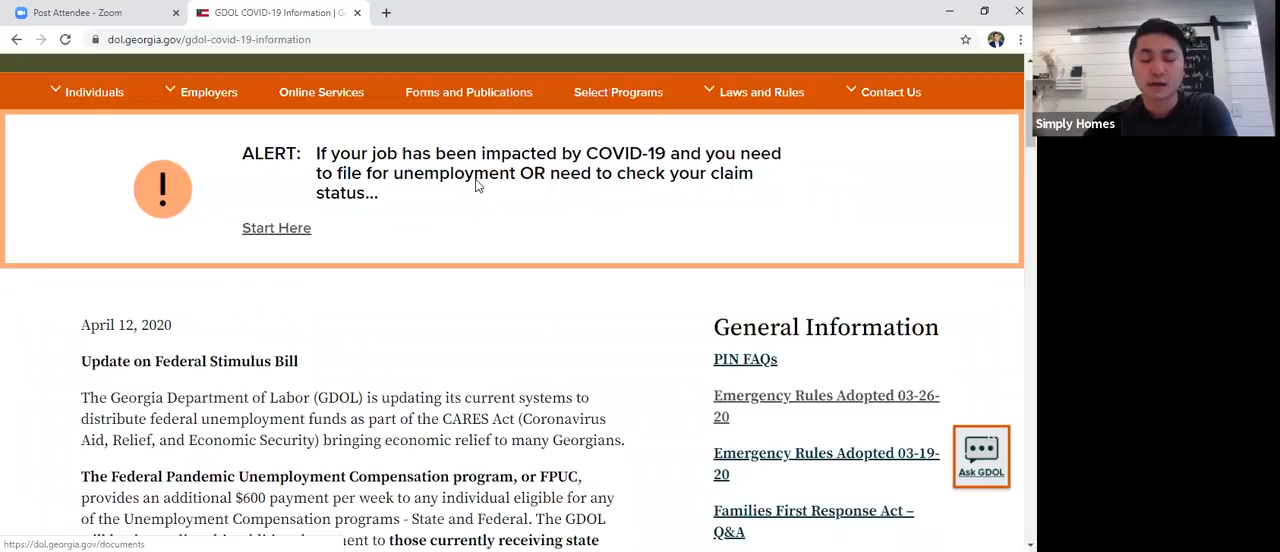 Post Attendee - Zoom
GDOL COVID-19 Information | G
dol.georgia.gov/gdol-covid-19-information
Individuals
Employers
Online Services
Forms and Publications
Select Programs
Laws and Rules
Contact Us
Simply Homes
ALERT: If your job has been impacted by COVID-19 and you need
to file for unemployment OR need to check your claim
status...
Start Here
April 12, 2020
Update on Federal Stimulus Bill
The Georgia Department of Labor (GDOL) is updating its current systems to
distribute federal unemployment funds as part of the CARES Act (Coronavirus
Aid, Relief, and Economic Security) bringing economic relief to many Georgians.
The Federal Pandemic Unemployment Compensation program, or FPUC,
provides an additional $600 payment per week to any individual eligible for any
of the Unemployment Compensation programs - State and Federal. The GDOL
ment to those currently receiving state
General Information
PIN FAQs
Emergency Rules Adopted 03-26-
20
Emergency Rules Adopted 03-19-
20
Families First Response Act –
Q&A
Ask GDOL
https://dol.georgia.gov/documents